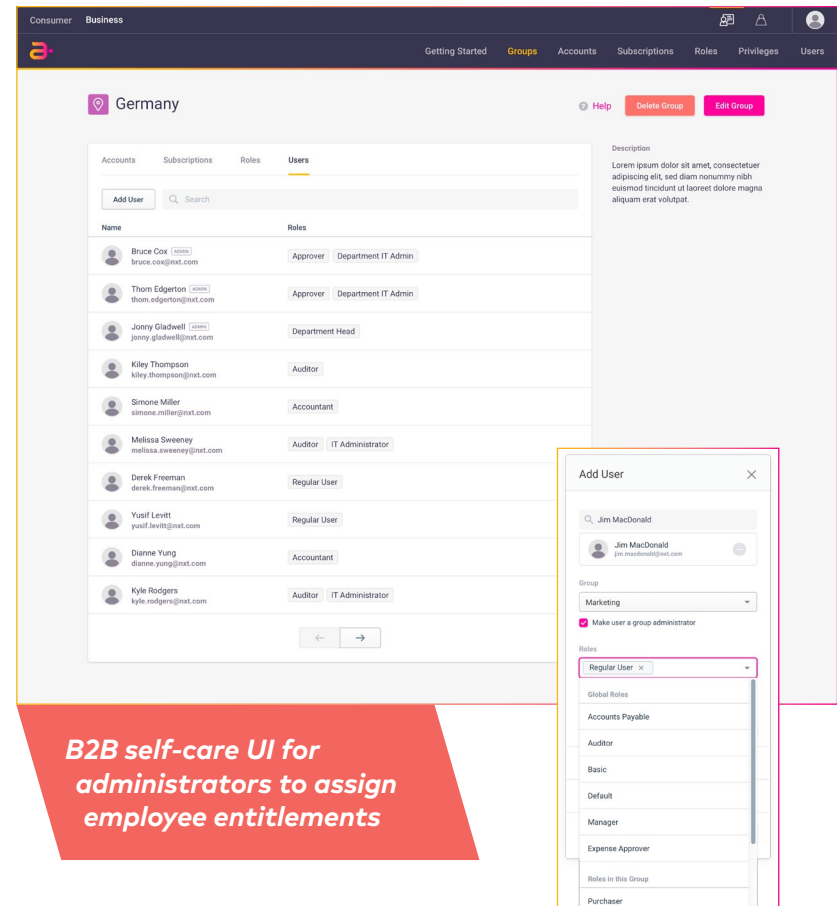 Consumer Business
Getting Started Groups Accounts Subscriptions Roles Privileges Users
Germany
Help Delete Group Edit Group
Accounts Subscriptions Roles Users
Description
Lorem ipsum dolor sit amet, consectetuer
adipiscing elit, sed diam nonummy nibh
euismod tincidunt ut laoreet dolore magna
aliquam erat volutpat.
Add User Search
Name Roles
Bruce Cox ADMIN
bruce.cox@nxt.com
Approver Department IT Admin
Thom Edgerton ADMIN
thom.edgerton@nxt.com
Approver Department IT Admin
Jonny Gladwell ADMIN
jonny.gladwell@nxt.com
Department Head
Kiley Thompson
kiley.thompson@nxt.com
Auditor
Simone Miller
simone.miller@nxt.com
Accountant
Melissa Sweeney
melissa.sweeney@nxt.com
Auditor IT Administrator
Derek Freeman
derek.freeman@nxt.com
Regular User
Yusif Levitt
yusif.levitt@nxt.com
Regular User
Dianne Yung
dianne.yung@nxt.com
Accountant
Kyle Rodgers
kyle.rodgers@nxt.com
Auditor IT Administrator
Add User
Jim MacDonald
Jim MacDonald
jim.macdonald@nxt.com
Group
Marketing
Make user a group administrator
Roles
Regular User ×
Global Roles
Accounts Payable
Auditor
Basic
Default
Manager
Expense Approver
Roles in this Group
Purchaser
B2B self-care UI for
administrators to assign
employee entitlements